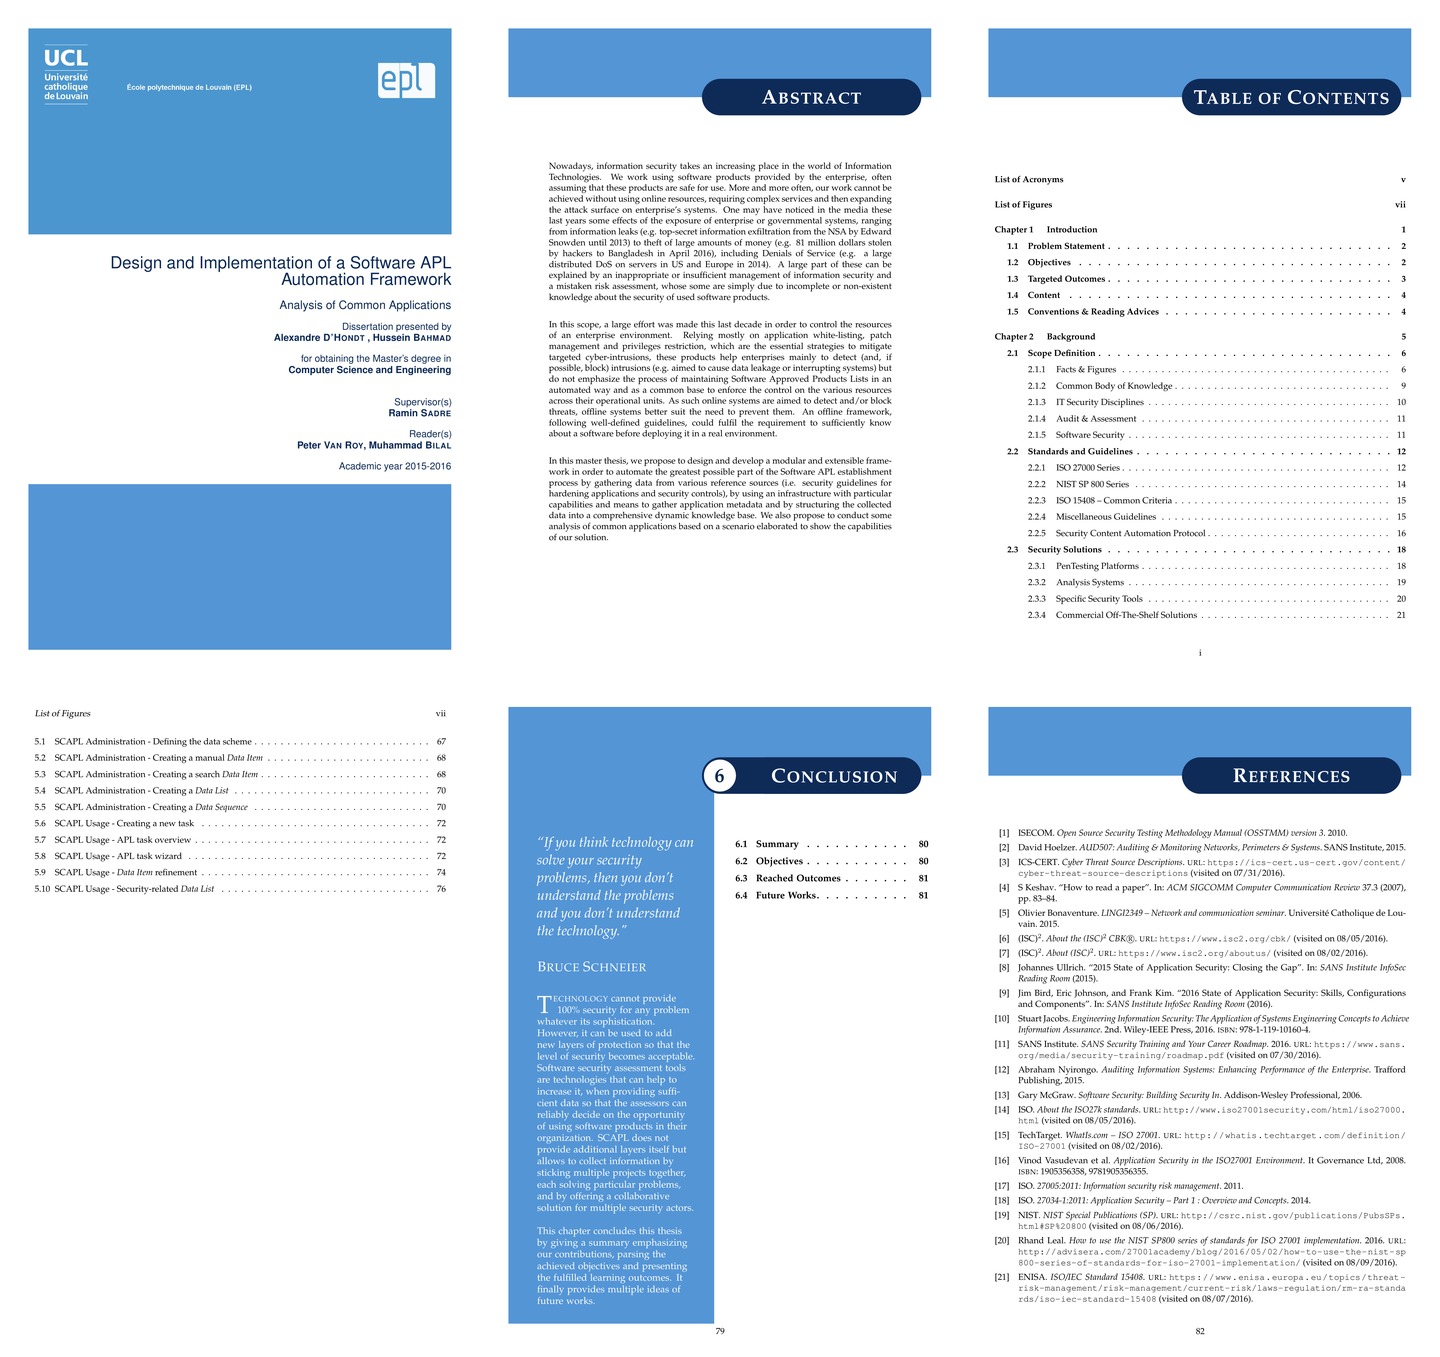 UCL
Université
catholique
de Louvain
École polytechnique de Louvain (EPL)
epl
Design and Implementation of a Software APL
Automation Framework
Analysis of Common Applications
Dissertation presented by
Alexandre D'HONDT , Hussein BAHMAD
for obtaining the Master's degree in
Computer Science and Engineering
Supervisor(s)
Ramin SADRE
Reader(s)
Peter VAN ROY, Muhammad BILAL
Academic year 2015-2016
ABSTRACT
Nowadays, information security takes an increasing place in the world of Information
Technologies. We work using software products provided by the enterprise, often
assuming that these products are safe for use. More and more often, our work cannot be
achieved without using online resources, requiring complex services and then expanding
the attack surface on enterprise's systems. One may have noticed in the media these
last years some effects of the exposure of enterprise or governmental systems, ranging
from information leaks (e.g. top-secret information exfiltration from the NSA by Edward
Snowden until 2013) to theft of large amounts of money (e.g. 81 million dollars stolen
by hackers to Bangladesh in April 2016), including Denials of Service (e.g. a large
distributed DoS on servers in US and Europe in 2014). A large part of these can be
explained by an inappropriate or insufficient management of information security and
a mistaken risk assessment, whose some are simply due to incomplete or non-existent
knowledge about the security of used software products.
In this scope, a large effort was made this last decade in order to control the resources
of an enterprise environment. Relying mostly on application white-listing, patch
management and privileges restriction, which are the essential strategies to mitigate
targeted cyber-intrusions, these products help enterprises mainly to detect (and, if
possible, block) intrusions (e.g. aimed to cause data leakage or interrupting systems) but
do not emphasize the process of maintaining Software Approved Products Lists in an
automated way and as a common base to enforce the control on the various resources
across their operational units. As such online systems are aimed to detect and/or block
threats, offline systems better suit the need to prevent them. An offline framework,
following well-defined guidelines, could fulfil the requirement to sufficiently know
about a software before deploying it in a real environment.
In this master thesis, we propose to design and develop a modular and extensible frame-
work in order to automate the greatest possible part of the Software APL establishment
process by gathering data from various reference sources (i.e. security guidelines for
hardening applications and security controls), by using an infrastructure with particular
capabilities and means to gather application metadata and by structuring the collected
data into a comprehensive dynamic knowledge base. We also propose to conduct some
analysis of common applications based on a scenario elaborated to show the capabilities
of our solution.
TABLE OF CONTENTS
List of Acronyms v
List of Figures vii
Chapter 1 Introduction 1
1.1 Problem Statement . . . . . . . . . . . . . . . . . . . . . . . . . . . . 2
1.2 Objectives . . . . . . . . . . . . . . . . . . . . . . . . . . . . 2
1.3 Targeted Outcomes . . . . . . . . . . . . . . . . . . . . . . . . . . . . 3
1.4 Content . . . . . . . . . . . . . . . . . . . . . . . . . . . . 4
1.5 Conventions & Reading Advices . . . . . . . . . . . . . . . . . . . . . . 4
Chapter 2 Background 5
2.1 Scope Definition . . . . . . . . . . . . . . . . . . . . . . . . . . . . 6
2.1.1 Facts & Figures . . . . . . . . . . . . . . . . . . . . . . . . . . 6
2.1.2 Common Body of Knowledge . . . . . . . . . . . . . . . . . . . . . . 9
2.1.3 IT Security Disciplines . . . . . . . . . . . . . . . . . . . . . . 10
2.1.4 Audit & Assessment . . . . . . . . . . . . . . . . . . . . . . 11
2.1.5 Software Security . . . . . . . . . . . . . . . . . . . . . . 11
2.2 Standards and Guidelines . . . . . . . . . . . . . . . . . . . . . . 12
2.2.1 ISO 27000 Series . . . . . . . . . . . . . . . . . . . . . . 12
2.2.2 NIST SP 800 Series . . . . . . . . . . . . . . . . . . . . . . 14
2.2.3 ISO 15408 – Common Criteria . . . . . . . . . . . . . . . . . . . . 15
2.2.4 Miscellaneous Guidelines . . . . . . . . . . . . . . . . . . . . 15
2.2.5 Security Content Automation Protocol . . . . . . . . . . . . . . . . 16
2.3 Security Solutions . . . . . . . . . . . . . . . . . . . . . . 18
2.3.1 PenTesting Platforms . . . . . . . . . . . . . . . . . . . . . . 18
2.3.2 Analysis Systems . . . . . . . . . . . . . . . . . . . . . . 19
2.3.3 Specific Security Tools . . . . . . . . . . . . . . . . . . . . 20
2.3.4 Commercial Off-The-Shelf Solutions . . . . . . . . . . . . . . . . 21
i
List of Figures vii
5.1 SCAPL Administration - Defining the data scheme . . . . . . . . . . . . . . . . 67
5.2 SCAPL Administration - Creating a manual Data Item . . . . . . . . . . . . . . . . 68
5.3 SCAPL Administration - Creating a search Data Item . . . . . . . . . . . . . . . . 68
5.4 SCAPL Administration - Creating a Data List . . . . . . . . . . . . . . . . 70
5.5 SCAPL Administration - Creating a Data Sequence . . . . . . . . . . . . . . . . 70
5.6 SCAPL Usage - Creating a new task . . . . . . . . . . . . . . . . 72
5.7 SCAPL Usage - APL task overview . . . . . . . . . . . . . . . . 72
5.8 SCAPL Usage - APL task wizard . . . . . . . . . . . . . . . . 72
5.9 SCAPL Usage - Data Item refinement . . . . . . . . . . . . . . . . 74
5.10 SCAPL Usage - Security-related Data List . . . . . . . . . . . . . . . . 76
6 CONCLUSION
"If you think technology can
solve your security
problems, then you don't
understand the problems
and you don't understand
the technology."
BRUCE SCHNEIER
TECHNOLOGY cannot provide
100% security for any problem
whatever its sophistication.
However, it can be used to add
new layers of protection so that the
level of security becomes acceptable.
Software security assessment tools
are technologies that can help to
increase it, when providing suffi-
cient data so that the assessors can
reliably decide on the opportunity
of using software products in their
organization. SCAPL does not
provide additional layers itself but
allows to collect information by
sticking multiple projects together,
each solving particular problems,
and by offering a collaborative
solution for multiple security actors.
This chapter concludes this thesis
by giving a summary emphasizing
our contributions, parsing the
achieved objectives and presenting
the fulfilled learning outcomes. It
finally provides multiple ideas of
future works.
6.1 Summary . . . . . . . . . . 80
6.2 Objectives . . . . . . . . . . 80
6.3 Reached Outcomes . . . . . . . 81
6.4 Future Works . . . . . . . . . . 81
79
REFERENCES
[1] ISECOM. Open Source Security Testing Methodology Manual (OSSTMM) version 3. 2010.
[2] David Hoelzer. AUD507: Auditing & Monitoring Networks, Perimeters & Systems. SANS Institute, 2015.
[3] ICS-CERT. Cyber Threat Source Descriptions. URL: https://ics-cert.us-cert.gov/content/
cyber-threat-source-descriptions (visited on 07/31/2016).
[4] S Keshav. "How to read a paper". In: ACM SIGCOMM Computer Communication Review 37.3 (2007),
pp. 83–84.
[5] Olivier Bonaventure. LINGI2349 – Network and communication seminar. Université Catholique de Lou-
vain. 2015.
[6] (ISC)². About the (ISC)² CBK®. URL: https://www.isc2.org/cbk/ (visited on 08/05/2016).
[7] (ISC)². About (ISC)². URL: https://www.isc2.org/aboutus/ (visited on 08/02/2016).
[8] Johannes Ullrich. "2015 State of Application Security: Closing the Gap". In: SANS Institute InfoSec
Reading Room (2015).
[9] Jim Bird, Eric Johnson, and Frank Kim. "2016 State of Application Security: Skills, Configurations
and Components". In: SANS Institute InfoSec Reading Room (2016).
[10] Stuart Jacobs. Engineering Information Security: The Application of Systems Engineering Concepts to Achieve
Information Assurance. 2nd. Wiley-IEEE Press, 2016. ISBN: 978-1-119-10160-4.
[11] SANS Institute. SANS Security Training and Your Career Roadmap. 2016. URL: https://www.sans.
org/media/security-training/roadmap.pdf (visited on 07/30/2016).
[12] Abraham Nyirongo. Auditing Information Systems: Enhancing Performance of the Enterprise. Trafford
Publishing, 2015.
[13] Gary McGraw. Software Security: Building Security In. Addison-Wesley Professional, 2006.
[14] ISO. About the ISO27k standards. URL: http://www.iso27001security.com/html/iso27000.
html (visited on 08/05/2016).
[15] TechTarget. WhatIs.com – ISO 27001. URL: http://whatis.techtarget.com/definition/
ISO-27001 (visited on 08/02/2016).
[16] Vinod Vasudevan et al. Application Security in the ISO27001 Environment. It Governance Ltd, 2008.
ISBN: 1905356358, 9781905356355.
[17] ISO. 27005:2011: Information security risk management. 2011.
[18] ISO. 27034-1:2011: Application Security – Part 1 : Overview and Concepts. 2014.
[19] NIST. NIST Special Publications (SP). URL: http://csrc.nist.gov/publications/PubsSPs.
html#SP%20800 (visited on 08/06/2016).
[20] Rhand Leal. How to use the NIST SP800 series of standards for ISO 27001 implementation. 2016. URL:
http://advisera.com/27001academy/blog/2016/05/02/how-to-use-the-nist-sp
800-series-of-standards-for-iso-27001-implementation/ (visited on 08/09/2016).
[21] ENISA. ISO/IEC Standard 15408. URL: https://www.enisa.europa.eu/topics/threat-
risk-management/risk-management/current-risk/laws-regulation/rm-ra-standa
rds/iso-iec-standard-15408 (visited on 08/07/2016).
82